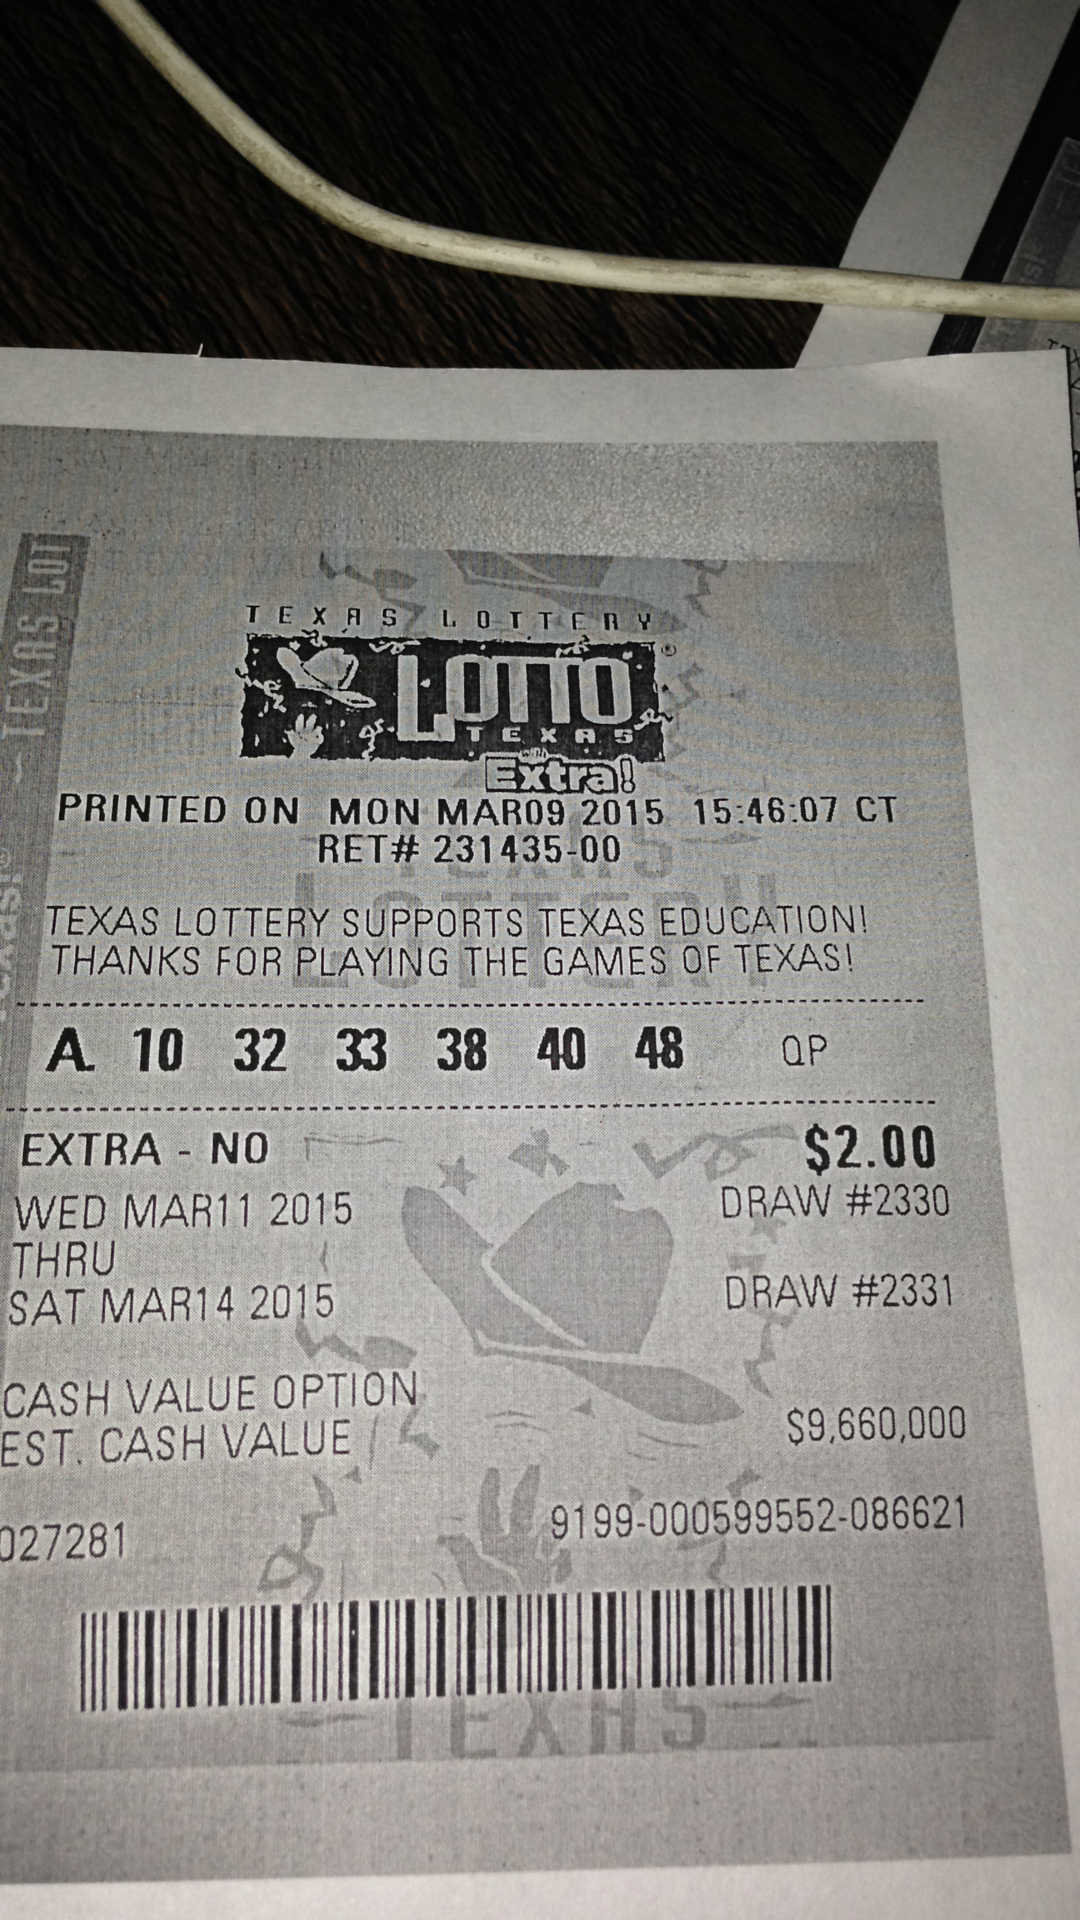 TEXAS LOT
TEXAS LOTTERY
LOTTO ®
TEXAS
with
Extra!
PRINTED ON MON MAR09 2015 15:46:07 CT
RET# 231435-00
TEXAS LOTTERY SUPPORTS TEXAS EDUCATION!
THANKS FOR PLAYING THE GAMES OF TEXAS!
A. 10 32 33 38 40 48 QP
EXTRA - NO $2.00
WED MAR11 2015 DRAW #2330
THRU
SAT MAR14 2015 DRAW #2331
CASH VALUE OPTION
EST. CASH VALUE $9,660,000
027281 9199-000599552-086621
TEXAS
LOTTERY
TEXAS